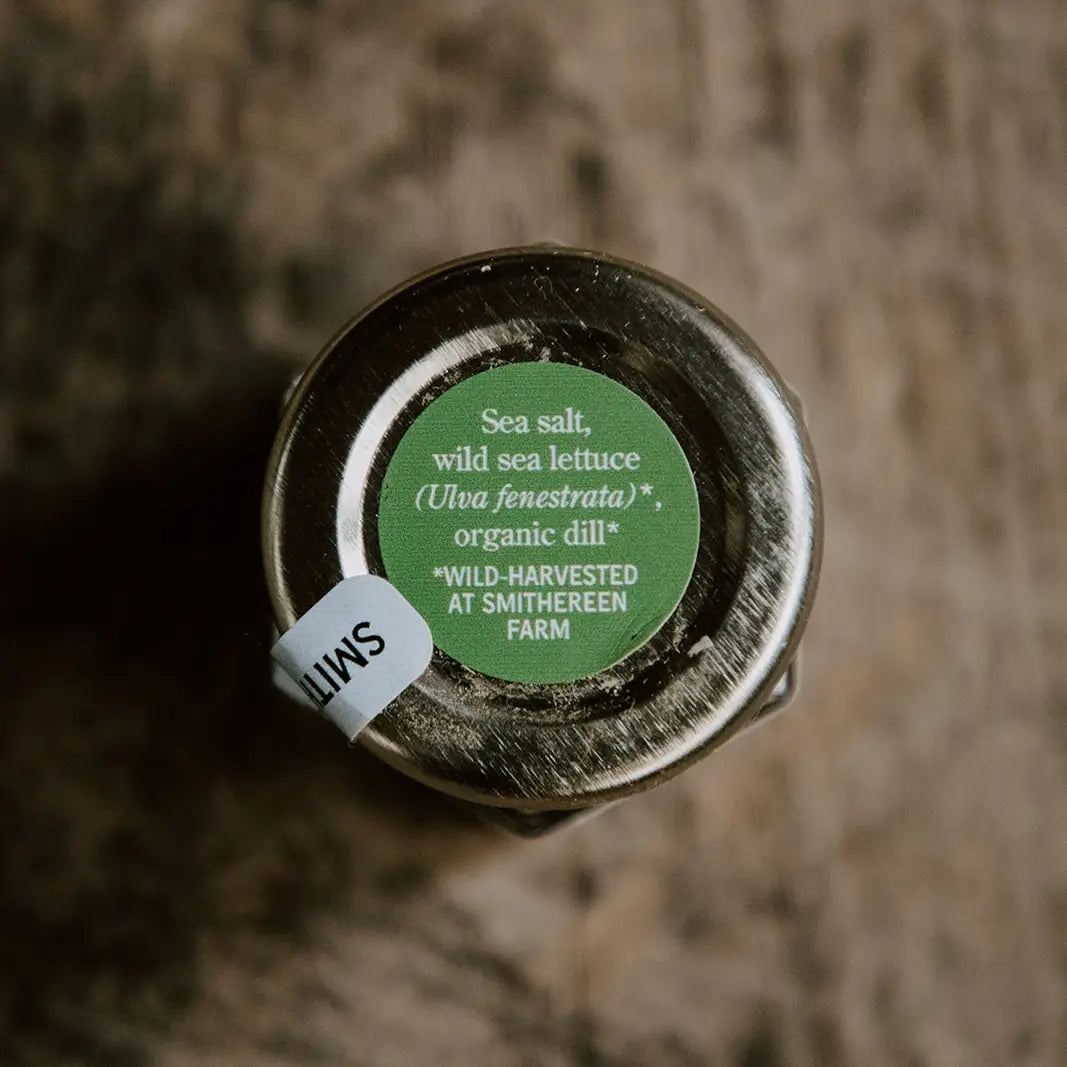 Sea salt,
wild sea lettuce
(Ulva fenestrata)*,
organic dill*
*WILD-HARVESTED
AT SMITHEREEN
FARM
SMIT